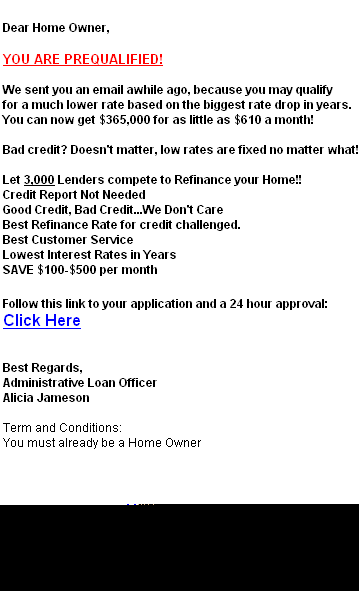 Dear Home Owner,
YOU ARE PREQUALIFIED!
We sent you an email awhile ago, because you may qualify
for a much lower rate based on the biggest rate drop in years.
You can now get $365,000 for as little as $610 a month!
Bad credit? Doesn't matter, low rates are fixed no matter what!
Let 3,000 Lenders compete to Refinance your Home!!
Credit Report Not Needed
Good Credit, Bad Credit...We Don't Care
Best Refinance Rate for credit challenged.
Best Customer Service
Lowest Interest Rates in Years
SAVE $100-$500 per month
Follow this link to your application and a 24 hour approval:
Click Here
Best Regards,
Administrative Loan Officer
Alicia Jameson
Term and Conditions:
You must already be a Home Owner